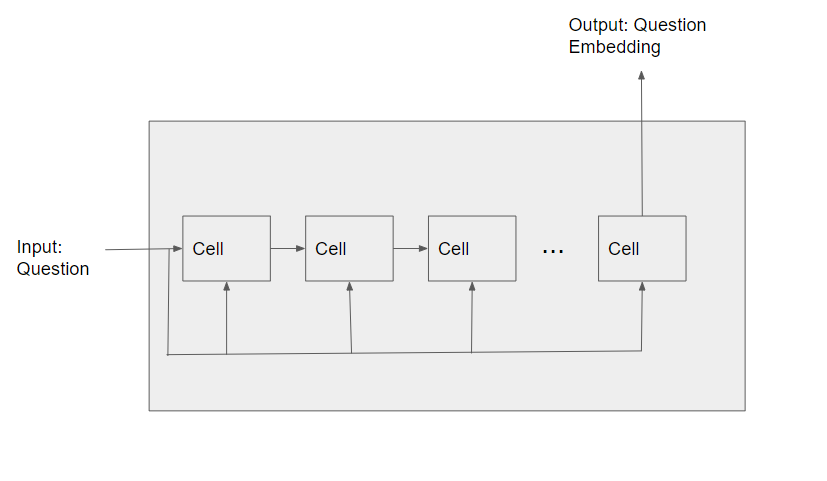 Output: Question
Embedding
Input:
Question
Cell
Cell
Cell
...
Cell